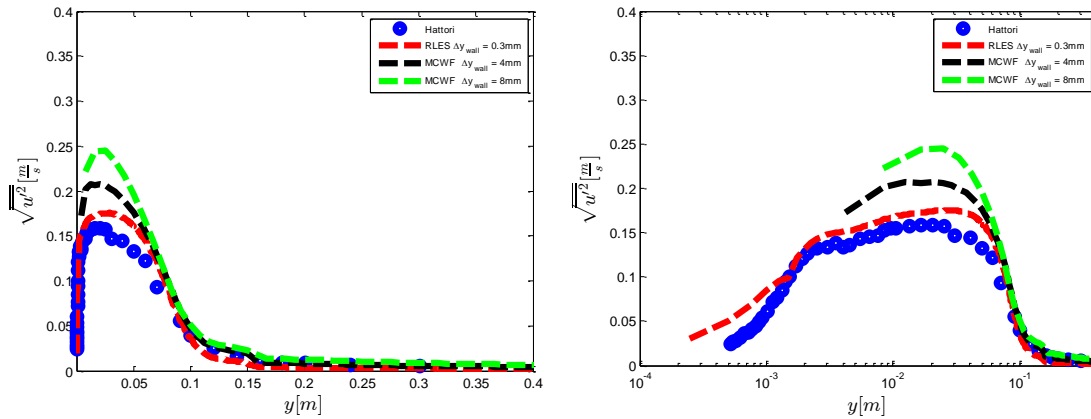 0.4
0.35
0.3
0.25
0.2
0.15
0.1
0.05
0
0.05 0.1 0.15 0.2 0.25 0.3 0.35 0.4
y[m]
√u′² [m/s]
Hattori
RLES Δy_wall = 0.3mm
MCWF Δy_wall = 4mm
MCWF Δy_wall = 8mm
0.4
0.35
0.3
0.25
0.2
0.15
0.1
0.05
0
10⁻⁴ 10⁻³ 10⁻² 10⁻¹
y[m]
√u′² [m/s]
Hattori
RLES Δy_wall = 0.3mm
MCWF Δy_wall = 4mm
MCWF Δy_wall = 8mm